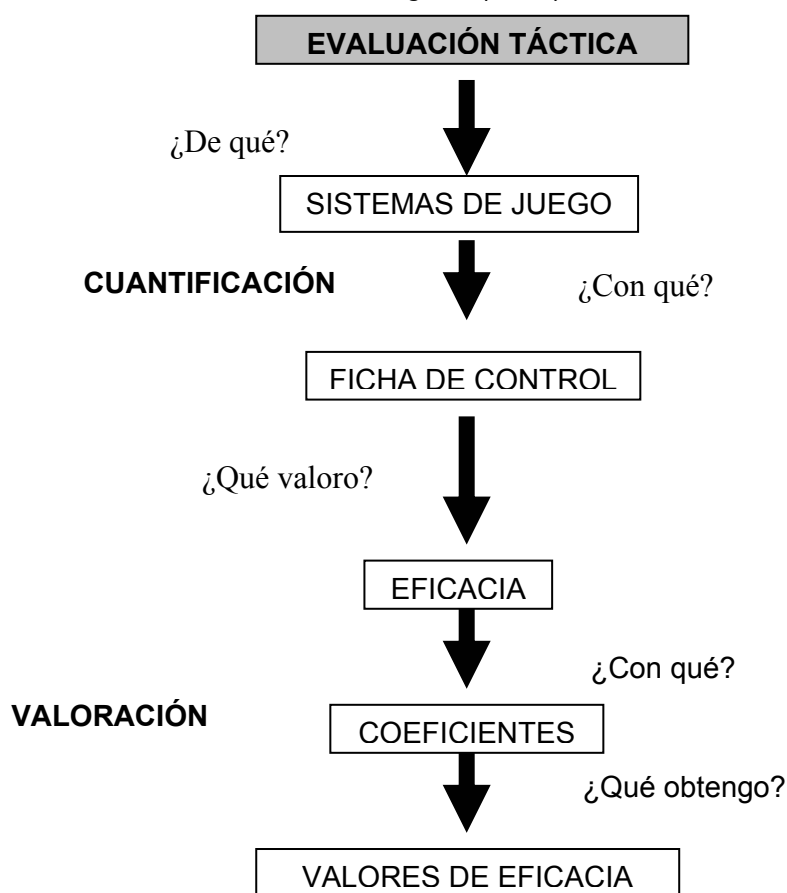 EVALUACIÓN TÁCTICA
¿De qué?
SISTEMAS DE JUEGO
CUANTIFICACIÓN
¿Con qué?
FICHA DE CONTROL
¿Qué valoro?
EFICACIA
¿Con qué?
VALORACIÓN
COEFICIENTES
¿Qué obtengo?
VALORES DE EFICACIA